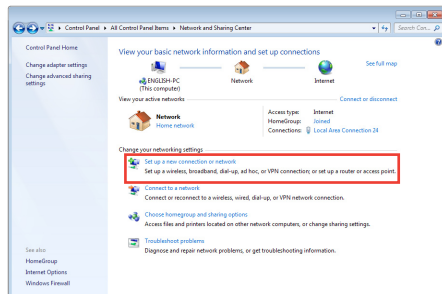 Control Panel ▸ All Control Panel Items ▸ Network and Sharing Center
Search Con...
Control Panel Home
Change adapter settings
Change advanced sharing
settings
View your basic network information and set up connections
See full map
ENGLISH-PC
(This computer)
Network
Internet
View your active networks
Connect or disconnect
Network
Home network
Access type: Internet
HomeGroup: Joined
Connections: Local Area Connection 24
Change your networking settings
Set up a new connection or network
Set up a wireless, broadband, dial-up, ad hoc, or VPN connection; or set up a router or access point.
Connect to a network
Connect or reconnect to a wireless, wired, dial-up, or VPN network connection.
Choose homegroup and sharing options
Access files and printers located on other network computers, or change sharing settings.
Troubleshoot problems
Diagnose and repair network problems, or get troubleshooting information.
See also
HomeGroup
Internet Options
Windows Firewall